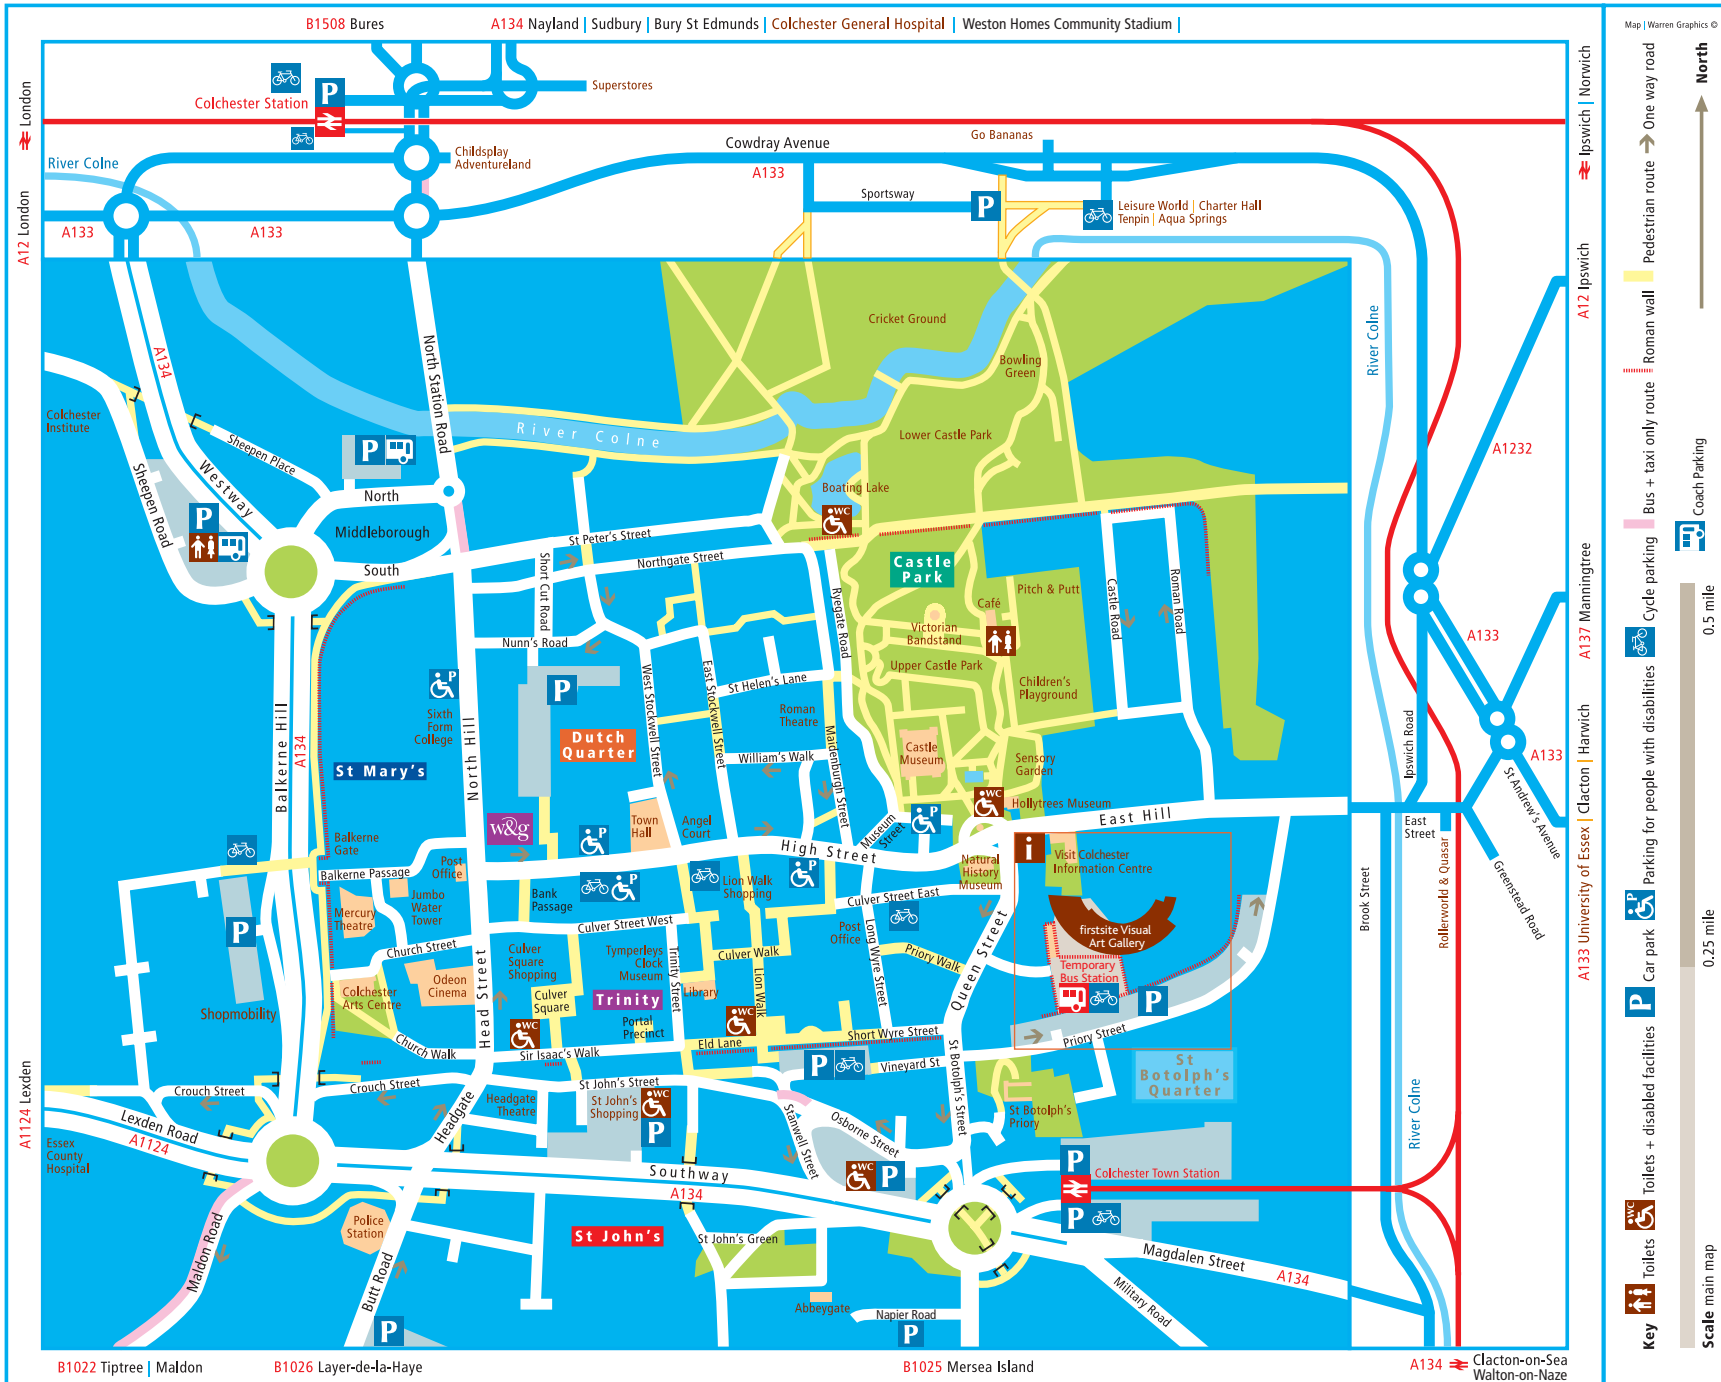 B1508 Bures
A134 Nayland | Sudbury | Bury St Edmunds | Colchester General Hospital | Weston Homes Community Stadium |
Map | Warren Graphics ©
London
A12 London
A1124 Lexden
Colchester Station
P
Superstores
River Colne
Childsplay
Adventureland
Cowdray Avenue
A133
Go Bananas
Sportsway
P
Leisure World | Charter Hall
Tenpin | Aqua Springs
A133
A133
A134
North Station Road
Cricket Ground
Bowling
Green
River Colne
Colchester
Institute
Sheepen Place
Sheepen Road
Westway
P
River Colne
Lower Castle Park
A1232
North
Boating Lake
WC
P
Middleborough
South
St Peter's Street
Northgate Street
Short Cut Road
Castle
Park
Pitch & Putt
Café
Victorian
Bandstand
Ryegate Road
Castle Road
Roman Road
Nunn's Road
Upper Castle Park
Children's
Playground
A133
P
Sixth
Form
College
P
West Stockwell Street
East Stockwell Street
St Helen's Lane
Roman
Theatre
Maidenburgh Street
Balkerne Hill
A134
St Mary's
North Hill
Dutch
Quarter
William's Walk
Castle
Museum
Sensory
Garden
Ipswich Road
A133
St Andrew's Avenue
WC
Hollytrees Museum
East Hill
w&g
P
Town
Hall
Angel
Court
High Street
Museum
Street
P
East
Street
Rollerworld & Quasar
Greenstead Road
Balkerne
Gate
Balkerne Passage
Post
Office
i
Visit Colchester
Information Centre
Natural
History
Museum
P
Bank
Passage
Lion Walk
Shopping
P
Culver Street East
Brook Street
Jumbo
Water
Tower
Mercury
Theatre
Culver Street West
Post
Office
Long Wyre Street
P
Church Street
Culver
Square
Shopping
Tymperleys
Clock
Museum
Trinity Street
Culver Walk
Lion Walk
Priory Walk
Queen Street
firstsite Visual
Art Gallery
Temporary
Bus Station
P
Odeon
Cinema
Colchester
Arts Centre
Head Street
Culver
Square
Trinity
Library
Shopmobility
WC
Portal
Precinct
WC
Church Walk
Sir Isaac's Walk
Eld Lane
Short Wyre Street
Priory Street
P
Vineyard St
St
Botolph's
Quarter
Crouch Street
Crouch Street
St John's Street
Headgate
Theatre
St John's
Shopping
WC
P
Stanwell Street
Osborne Street
St Botolph's Street
St Botolph's
Priory
River Colne
Headgate
Lexden Road
A1124
Essex
County
Hospital
Southway
A134
WC
P
P
Colchester Town Station
P
Police
Station
Maldon Road
St John's
St John's Green
Magdalen Street
A134
Butt Road
Abbeygate
Military Road
Napier Road
P
P
B1022 Tiptree | Maldon
B1026 Layer-de-la-Haye
B1025 Mersea Island
A134
Clacton-on-Sea
Walton-on-Naze
Ipswich | Norwich
A12 Ipswich
A137 Manningtree
A133 University of Essex | Clacton | Harwich
Key
Toilets
WC
Toilets + disabled facilities
P
Car park
P
Parking for people with disabilities
Cycle parking
Bus + taxi only route
Roman wall
Pedestrian route
One way road
Coach Parking
North
Scale main map
0.25 mile
0.5 mile